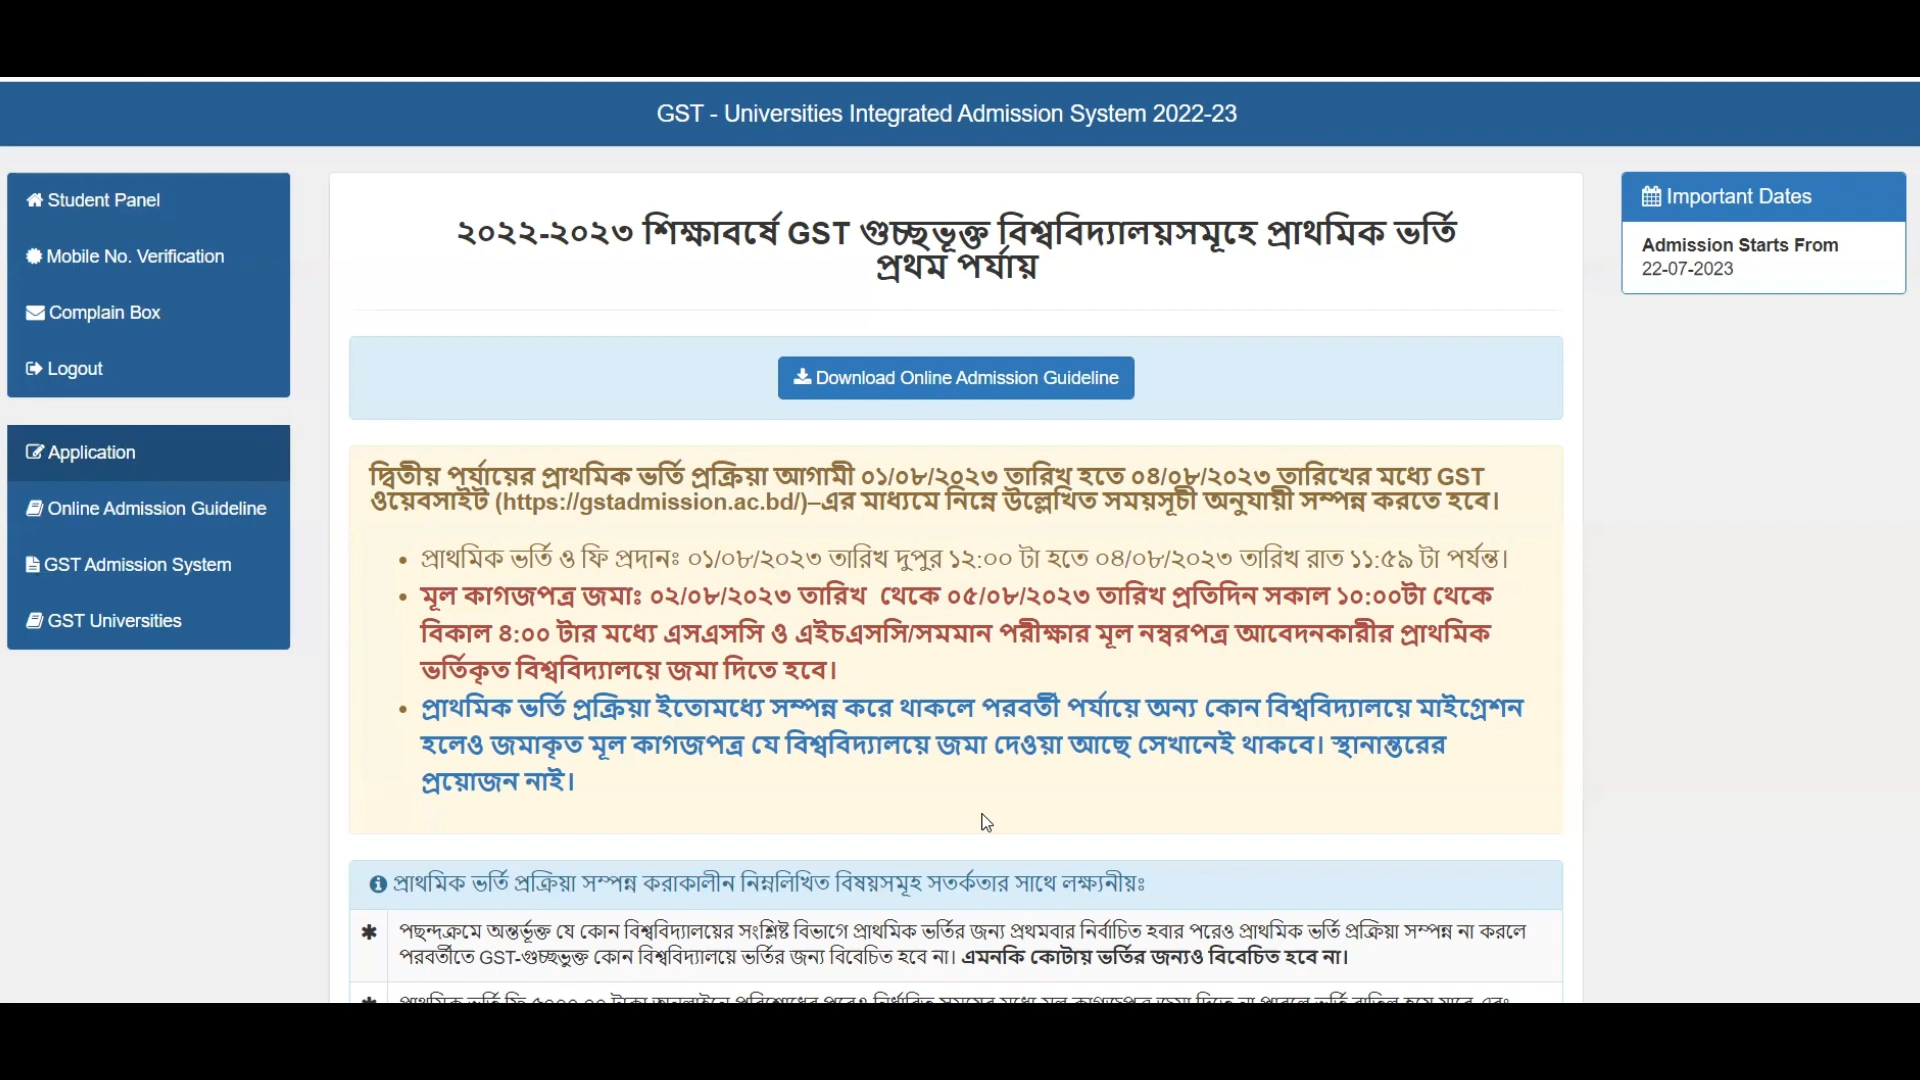 GST - Universities Integrated Admission System 2022-23
Student Panel
Mobile No. Verification
Complain Box
Logout
Application
Online Admission Guideline
GST Admission System
GST Universities
২০২২-২০২৩ শিক্ষাবর্ষে GST গুচ্ছভূক্ত বিশ্ববিদ্যালয়সমূহে প্রাথমিক ভর্তি
প্রথম পর্যায়
Download Online Admission Guideline
দ্বিতীয় পর্যায়ের প্রাথমিক ভর্তি প্রক্রিয়া আগামী ০১/০৮/২০২৩ তারিখ হতে ০৪/০৮/২০২৩ তারিখের মধ্যে GST
ওয়েবসাইট (https://gstadmission.ac.bd/)–এর মাধ্যমে নিম্নে উল্লেখিত সময়সূচী অনুযায়ী সম্পন্ন করতে হবে।
• প্রাথমিক ভর্তি ও ফি প্রদানঃ ০১/০৮/২০২৩ তারিখ দুপুর ১২:০০ টা হতে ০৪/০৮/২০২৩ তারিখ রাত ১১:৫৯ টা পর্যন্ত।
• মূল কাগজপত্র জমাঃ ০২/০৮/২০২৩ তারিখ থেকে ০৫/০৮/২০২৩ তারিখ প্রতিদিন সকাল ১০:০০টা থেকে
বিকাল ৪:০০ টার মধ্যে এসএসসি ও এইচএসসি/সমমান পরীক্ষার মূল নম্বরপত্র আবেদনকারীর প্রাথমিক
ভর্তিকৃত বিশ্ববিদ্যালয়ে জমা দিতে হবে।
• প্রাথমিক ভর্তি প্রক্রিয়া ইতোমধ্যে সম্পন্ন করে থাকলে পরবর্তী পর্যায়ে অন্য কোন বিশ্ববিদ্যালয়ে মাইগ্রেশন
হলেও জমাকৃত মূল কাগজপত্র যে বিশ্ববিদ্যালয়ে জমা দেওয়া আছে সেখানেই থাকবে। স্থানান্তরের
প্রয়োজন নাই।
প্রাথমিক ভর্তি প্রক্রিয়া সম্পন্ন করাকালীন নিম্নলিখিত বিষয়সমূহ সতর্কতার সাথে লক্ষ্যনীয়ঃ
* পছন্দক্রমে অন্তর্ভূক্ত যে কোন বিশ্ববিদ্যালয়ের সংশ্লিষ্ট বিভাগে প্রাথমিক ভর্তির জন্য প্রথমবার নির্বাচিত হবার পরেও প্রাথমিক ভর্তি প্রক্রিয়া সম্পন্ন না করলে
পরবর্তীতে GST-গুচ্ছভুক্ত কোন বিশ্ববিদ্যালয়ে ভর্তির জন্য বিবেচিত হবে না। এমনকি কোটায় ভর্তির জন্যও বিবেচিত হবে না।
Important Dates
Admission Starts From
22-07-2023